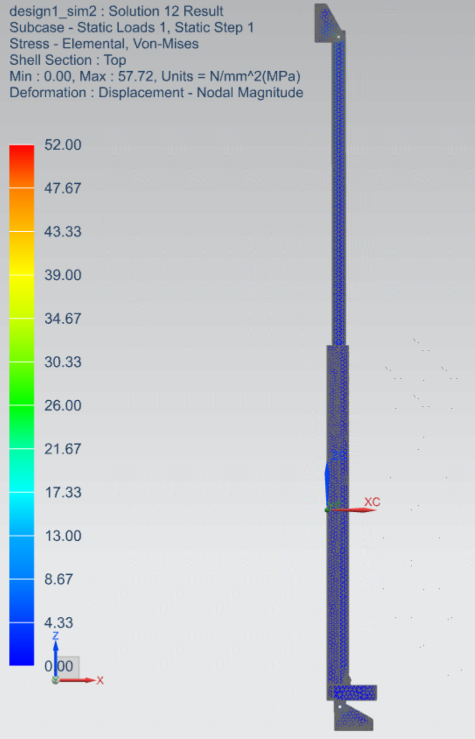 design1_sim2 : Solution 12 Result
Subcase - Static Loads 1, Static Step 1
Stress - Elemental, Von-Mises
Shell Section : Top
Min : 0.00, Max : 57.72, Units = N/mm^2(MPa)
Deformation : Displacement - Nodal Magnitude
52.00
47.67
43.33
39.00
34.67
30.33
26.00
21.67
17.33
13.00
8.67
4.33
0.00
XC
Z
X